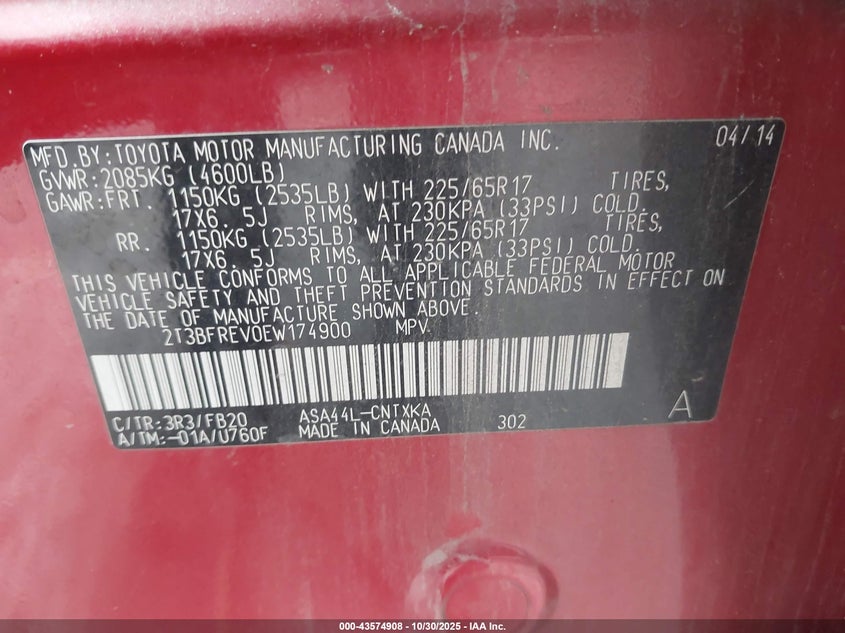 MFD. BY: TOYOTA MOTOR MANUFACTURING CANADA INC. 04/14
GVWR: 2085KG (4600LB)
GAWR: FRT. 1150KG (2535LB) WITH 225/65R17 TIRES,
17X6. 5J RIMS, AT 230KPA (33PSI) COLD.
RR. 1150KG (2535LB) WITH 225/65R17 TIRES,
17X6. 5J RIMS, AT 230KPA (33PSI) COLD.
THIS VEHICLE CONFORMS TO ALL APPLICABLE FEDERAL MOTOR
VEHICLE SAFETY AND THEFT PREVENTION STANDARDS IN EFFECT ON
THE DATE OF MANUFACTURE SHOWN ABOVE.
2T3BFREV0EW174900 MPV.
C/TR: 3R3/FB20 ASA44L-CNTXKA A
A/TM: -01A/U760F MADE IN CANADA 302
000-43574908 - 10/30/2025 - IAA Inc.